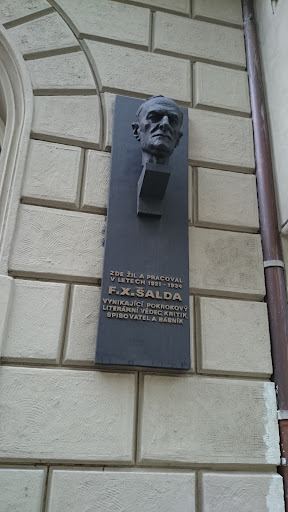 ZDE ŽIL A PRACOVAL
V LETECH 1921 - 1934
F.X.ŠALDA
VYNIKAJÍCÍ POKROKOVÝ
LITERÁRNÍ VĚDEC, KRITIK
SPISOVATEL A BÁSNÍK